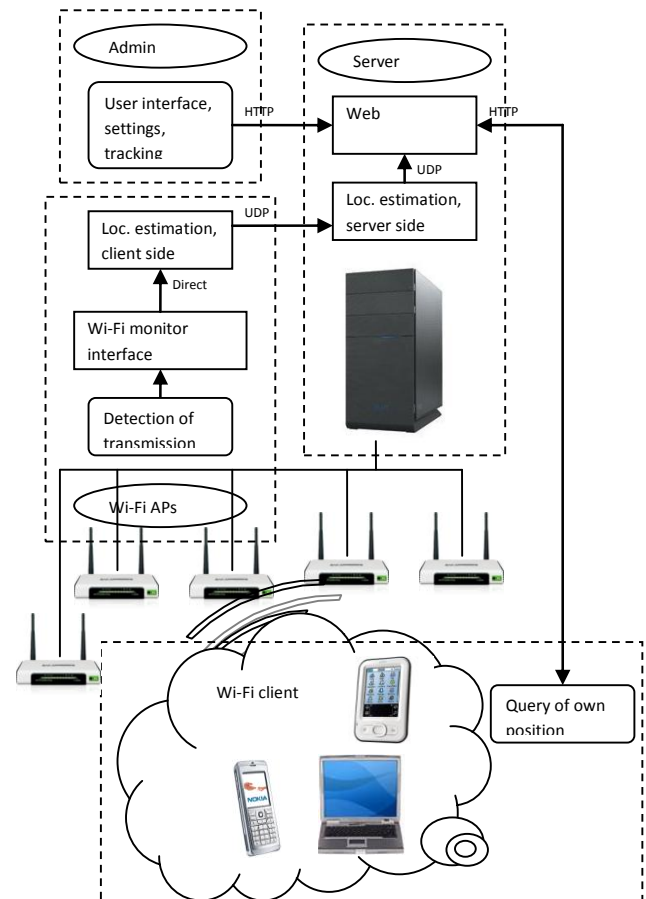 Admin
Server
User interface,
settings,
tracking
HTTP
Web
HTTP
UDP
Loc. estimation,
client side
UDP
Loc. estimation,
server side
Direct
Wi-Fi monitor
interface
Detection of
transmission
Wi-Fi APs
Wi-Fi client
Query of own
position
NOKIA